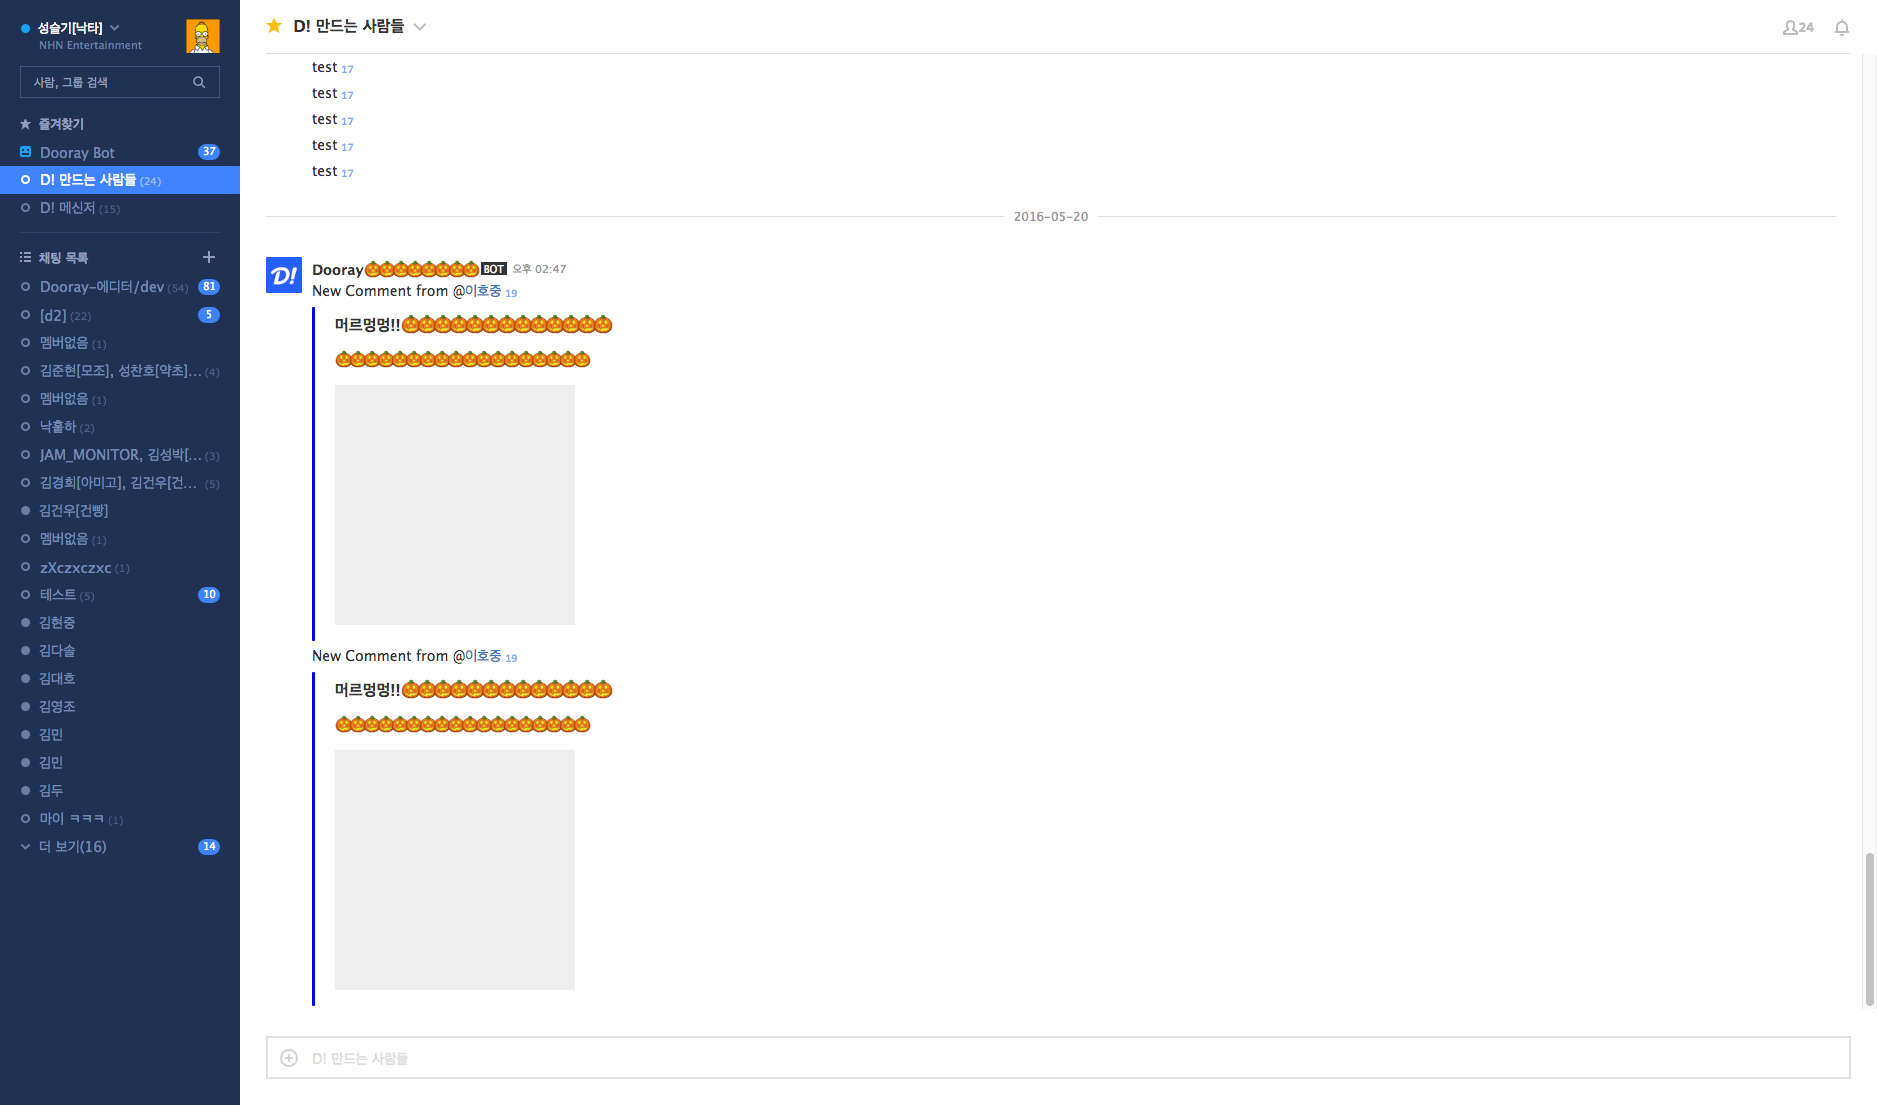 성슬기[낙타]
NHN Entertainment
사람, 그룹 검색
즐겨찾기
Dooray Bot 37
D! 만드는 사람들 (24)
D! 메신저 (15)
채팅 목록
Dooray-에디터/dev (54) 81
[d2] (22) 5
멤버없음 (1)
김준현[모조], 성찬호[약초]... (4)
멤버없음 (1)
낙훌하 (2)
JAM_MONITOR, 김성박[... (3)
김경희[아미고], 김건우[건... (5)
김건우[건빵]
멤버없음 (1)
zXczxczxc (1)
테스트 (5) 10
김현중
김다솔
김대호
김영조
김민
김민
김두
마이 ㅋㅋㅋ (1)
더 보기(16) 14
D! 만드는 사람들
24
test 17
test 17
test 17
test 17
test 17
2016-05-20
D!
Dooray🎃🎃🎃🎃🎃🎃🎃🎃 BOT 오후 02:47
New Comment from @이호중 19
머르멍멍!!🎃🎃🎃🎃🎃🎃🎃🎃🎃🎃🎃🎃🎃
🎃🎃🎃🎃🎃🎃🎃🎃🎃🎃🎃🎃🎃🎃🎃🎃🎃🎃
New Comment from @이호중 19
머르멍멍!!🎃🎃🎃🎃🎃🎃🎃🎃🎃🎃🎃🎃🎃
🎃🎃🎃🎃🎃🎃🎃🎃🎃🎃🎃🎃🎃🎃🎃🎃🎃🎃
D! 만드는 사람들